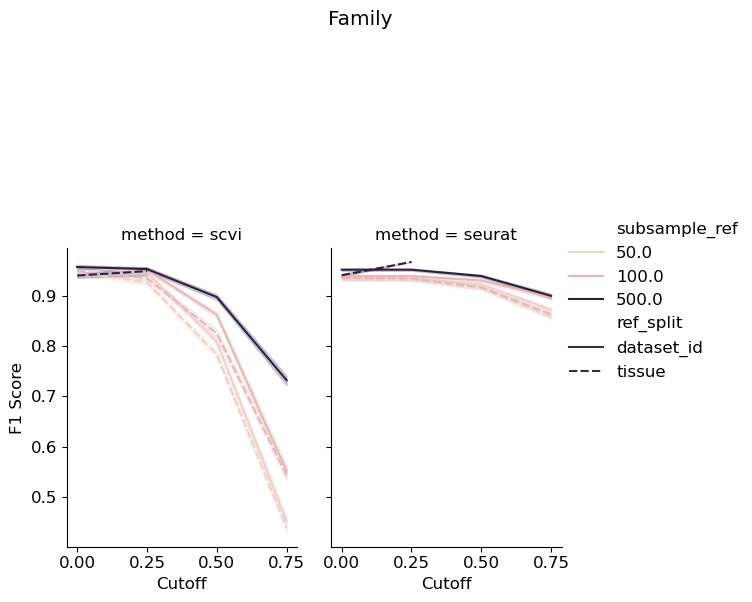 Family
method = scvi
method = seurat
F1 Score
0.9
0.8
0.7
0.6
0.5
0.00 0.25 0.50 0.75
0.00 0.25 0.50 0.75
Cutoff
Cutoff
subsample_ref
50.0
100.0
500.0
ref_split
dataset_id
tissue